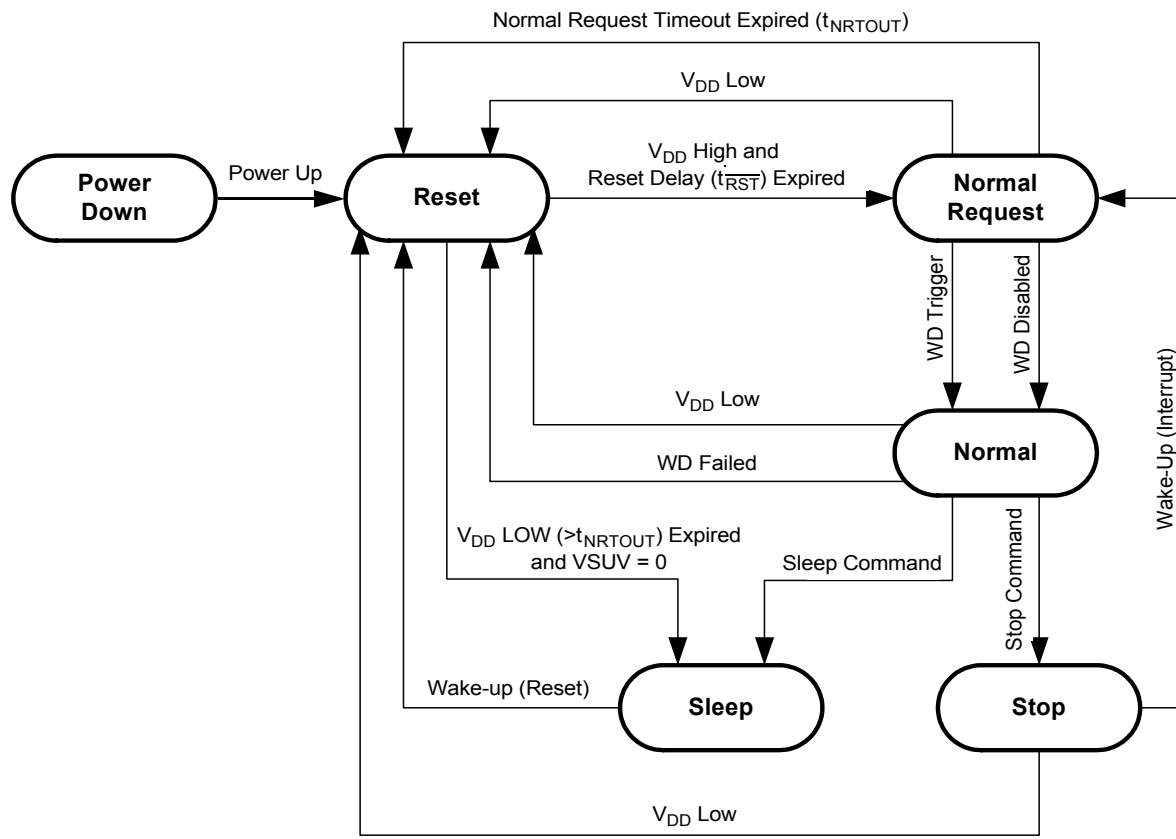 Normal Request Timeout Expired (tNRTOUT)
VDD Low
Power Down
Power Up
Reset
VDD High and
Reset Delay (tRST) Expired
Normal
Request
WD Trigger
WD Disabled
Wake-Up (Interrupt)
VDD Low
Normal
WD Failed
VDD LOW (>tNRTOUT) Expired
and VSUV = 0
Sleep Command
Stop Command
Wake-up (Reset)
Sleep
Stop
VDD Low